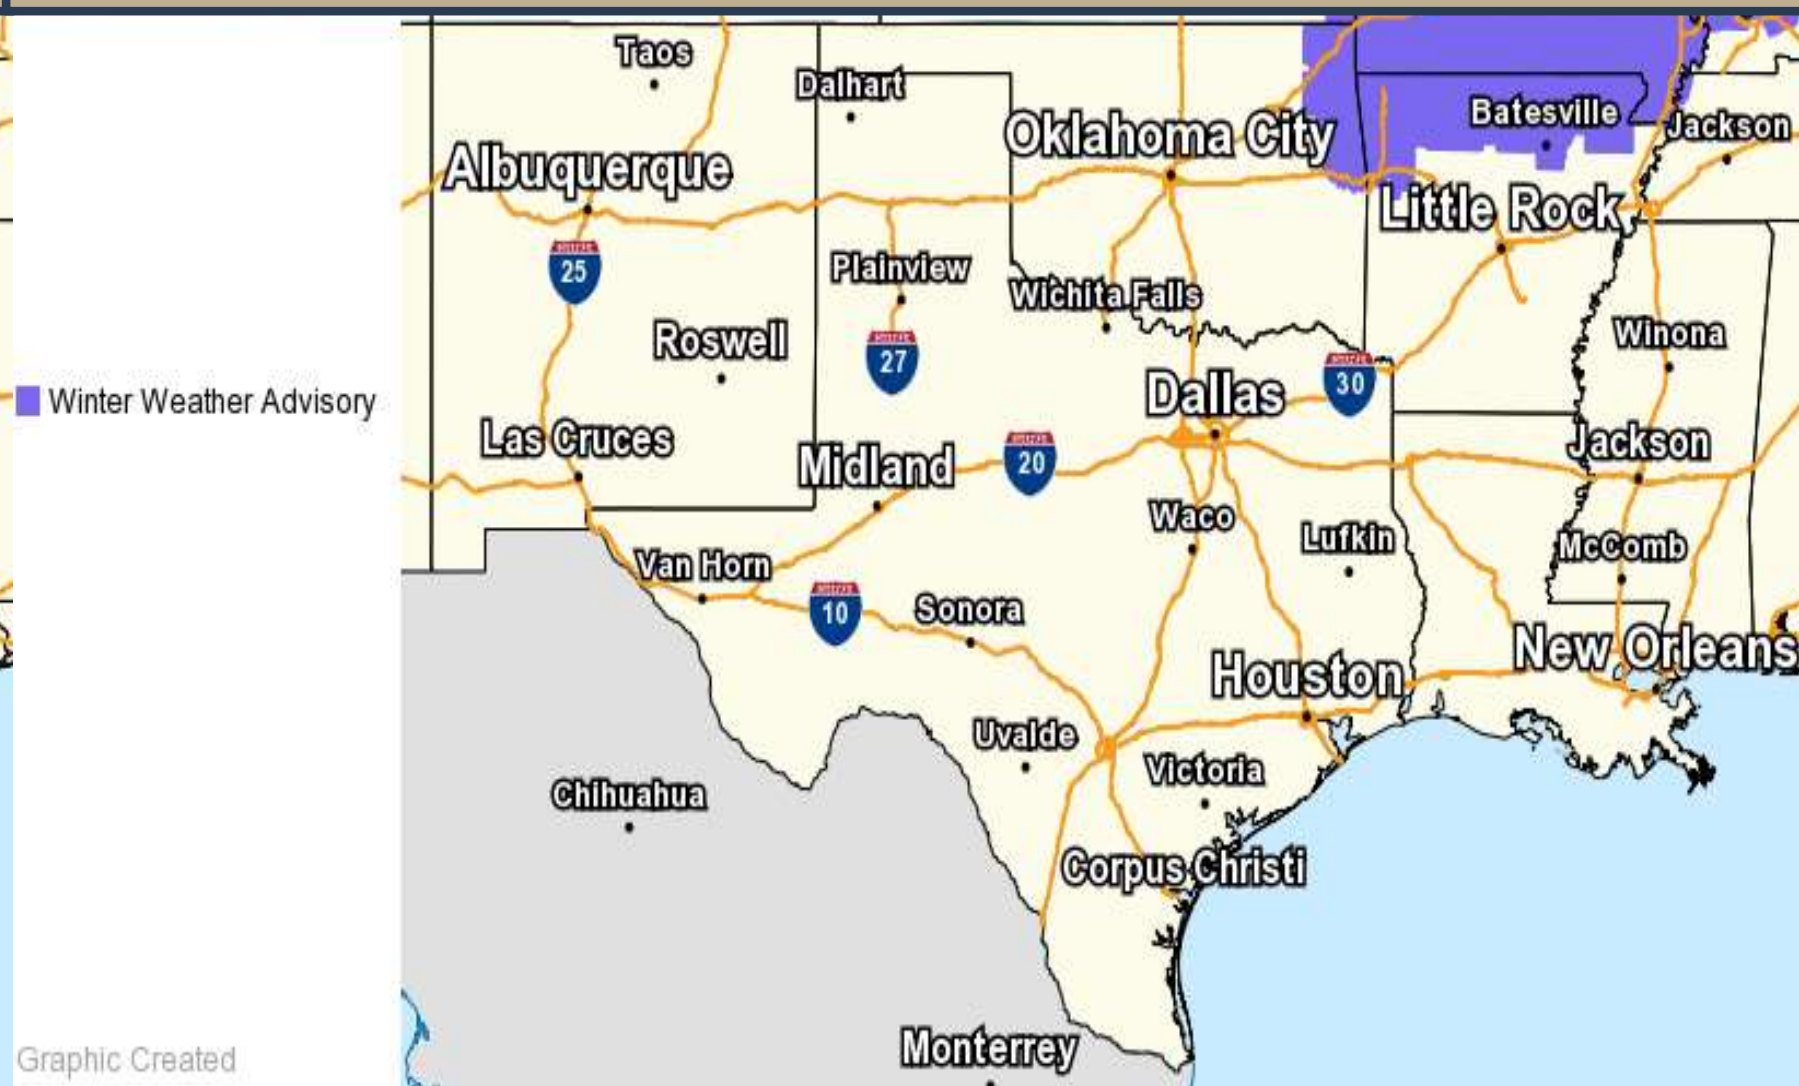 Taos
Dalhart
Batesville
Jackson
Oklahoma City
Albuquerque
Little Rock
25
Plainview
Wichita Falls
Winona
Roswell
27
30
Dallas
Winter Weather Advisory
Las Cruces
Jackson
Midland
20
Waco
Lufkin
McComb
Van Horn
10
Sonora
New Orleans
Houston
Uvalde
Victoria
Chihuahua
Corpus Christi
Monterrey
Graphic Created